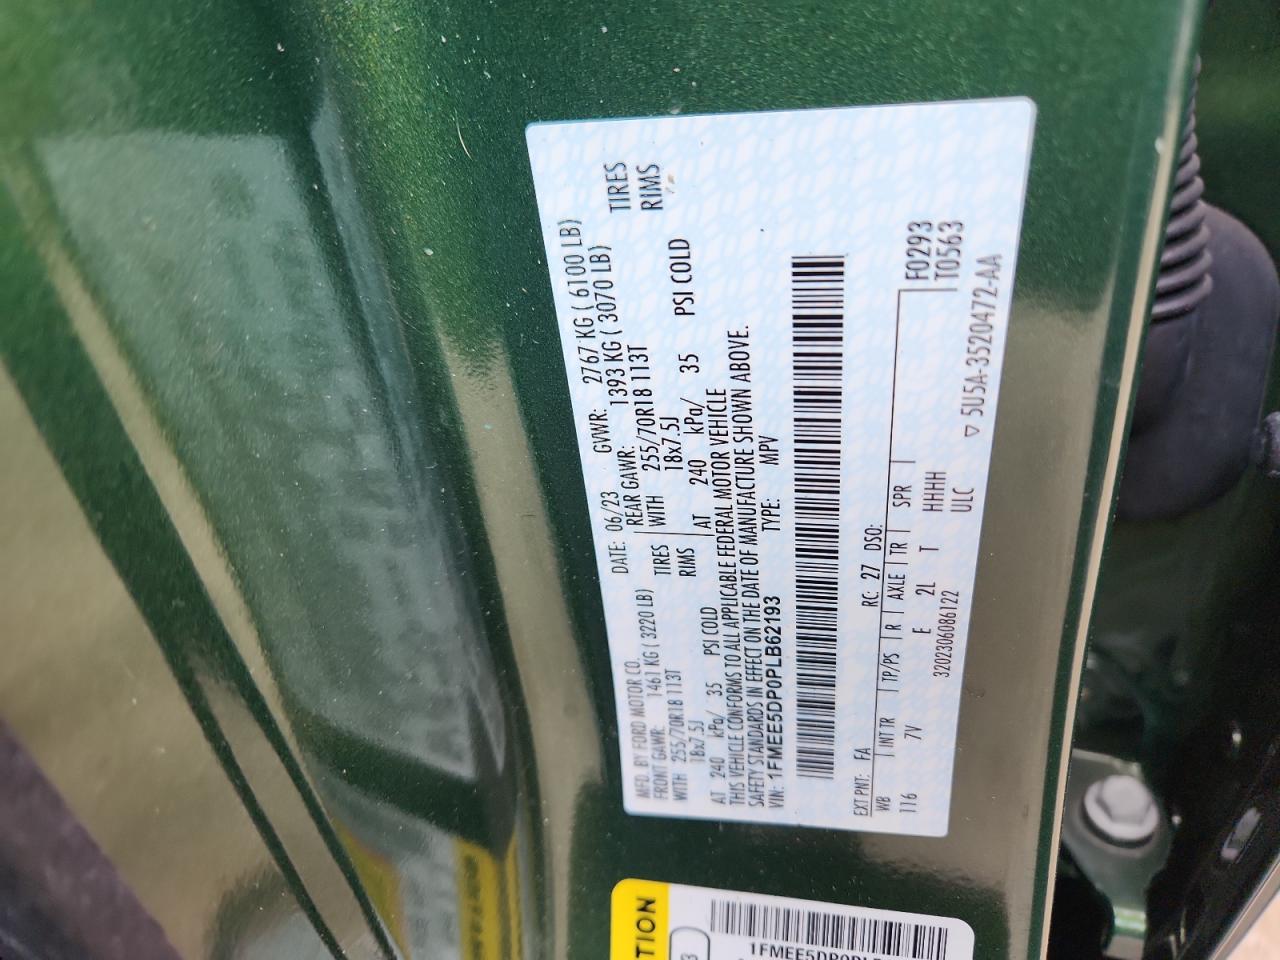 MFD. BY FORD MOTOR CO.
DATE: 06/23 GVWR: 2767 KG ( 6100 LB)
FRONT GAWR: 1461 KG ( 3220 LB) REAR GAWR: 1393 KG ( 3070 LB)
WITH 255/70R18 113T TIRES WITH 255/70R18 113T TIRES
18x7.5J RIMS 18x7.5J RIMS
AT 240 kPa/ 35 PSI COLD AT 240 kPa/ 35 PSI COLD
THIS VEHICLE CONFORMS TO ALL APPLICABLE FEDERAL MOTOR VEHICLE
SAFETY STANDARDS IN EFFECT ON THE DATE OF MANUFACTURE SHOWN ABOVE.
VIN: 1FMEE5DP0PLB62193 TYPE: MPV
EXT PNT: FA RC: 27 DSO: F0293
WB INT TR TP/PS R AXLE TR SPR T0563
116 7V E 2L T HHHH
3202306086122 ULC ▽ 5U5A-3520472-AA
TION
3